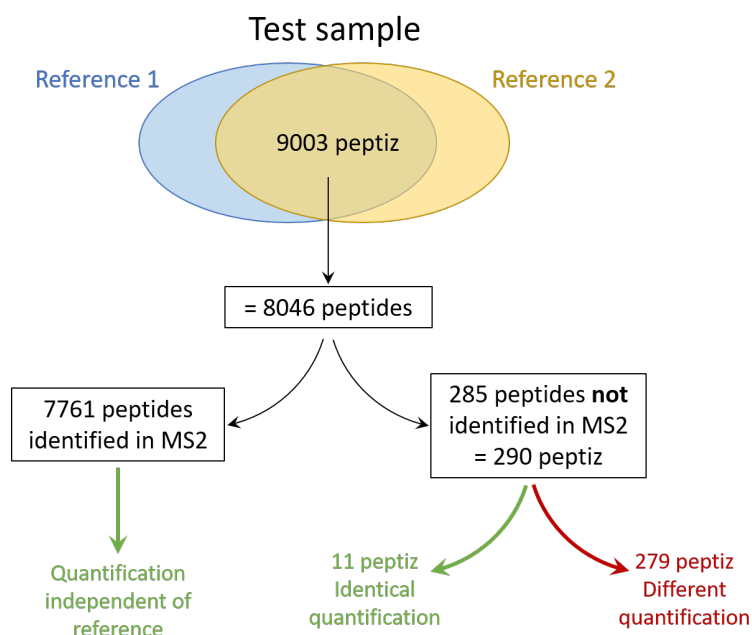 Test sample
Reference 1
Reference 2
9003 peptiz
= 8046 peptides
7761 peptides
identified in MS2
285 peptides not
identified in MS2
= 290 peptiz
Quantification
independent of
reference
11 peptiz
Identical
quantification
279 peptiz
Different
quantification